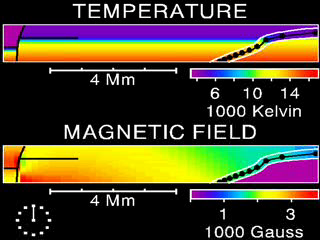 TEMPERATURE
4 Mm
6 10 14
1000 Kelvin
MAGNETIC FIELD
4 Mm
1 3
1000 Gauss